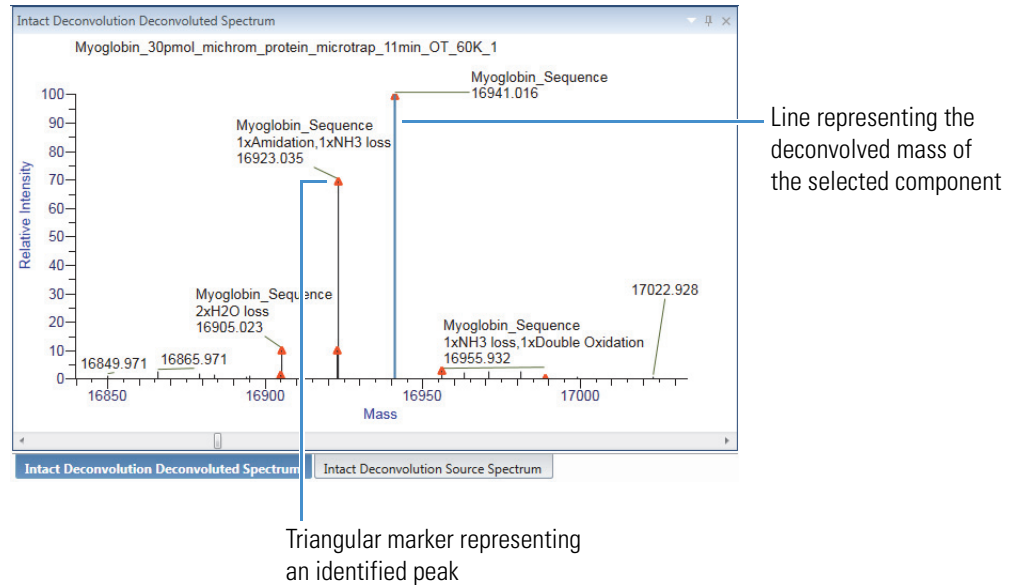 Intact Deconvolution Deconvoluted Spectrum
Myoglobin_30pmol_michrom_protein_microtrap_11min_OT_60K_1
Myoglobin_Sequence
16941.016
Myoglobin_Sequence
1xAmidation,1xNH3 loss
16923.035
Myoglobin_Sequence
2xH2O loss
16905.023
Myoglobin_Sequence
1xNH3 loss,1xDouble Oxidation
16955.932
17022.928
16849.971
16865.971
Relative Intensity
100
90
80
70
60
50
40
30
20
10
0
16850
16900
16950
17000
Mass
Intact Deconvolution Deconvoluted Spectrum
Intact Deconvolution Source Spectrum
Line representing the
deconvolved mass of
the selected component
Triangular marker representing
an identified peak